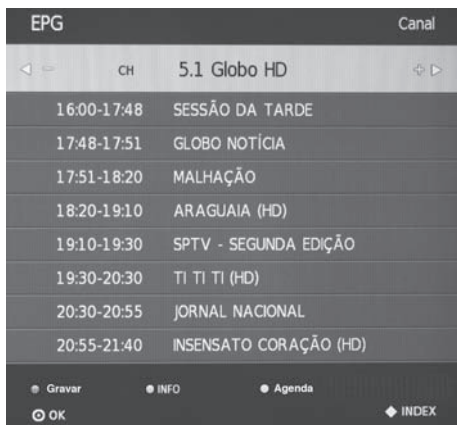 EPG Canal
CH 5.1 Globo HD
16:00-17:48 SESSÃO DA TARDE
17:48-17:51 GLOBO NOTÍCIA
17:51-18:20 MALHAÇÃO
18:20-19:10 ARAGUAIA (HD)
19:10-19:30 SPTV - SEGUNDA EDIÇÃO
19:30-20:30 TI TI TI (HD)
20:30-20:55 JORNAL NACIONAL
20:55-21:40 INSENSATO CORAÇÃO (HD)
Gravar INFO Agenda
OK INDEX